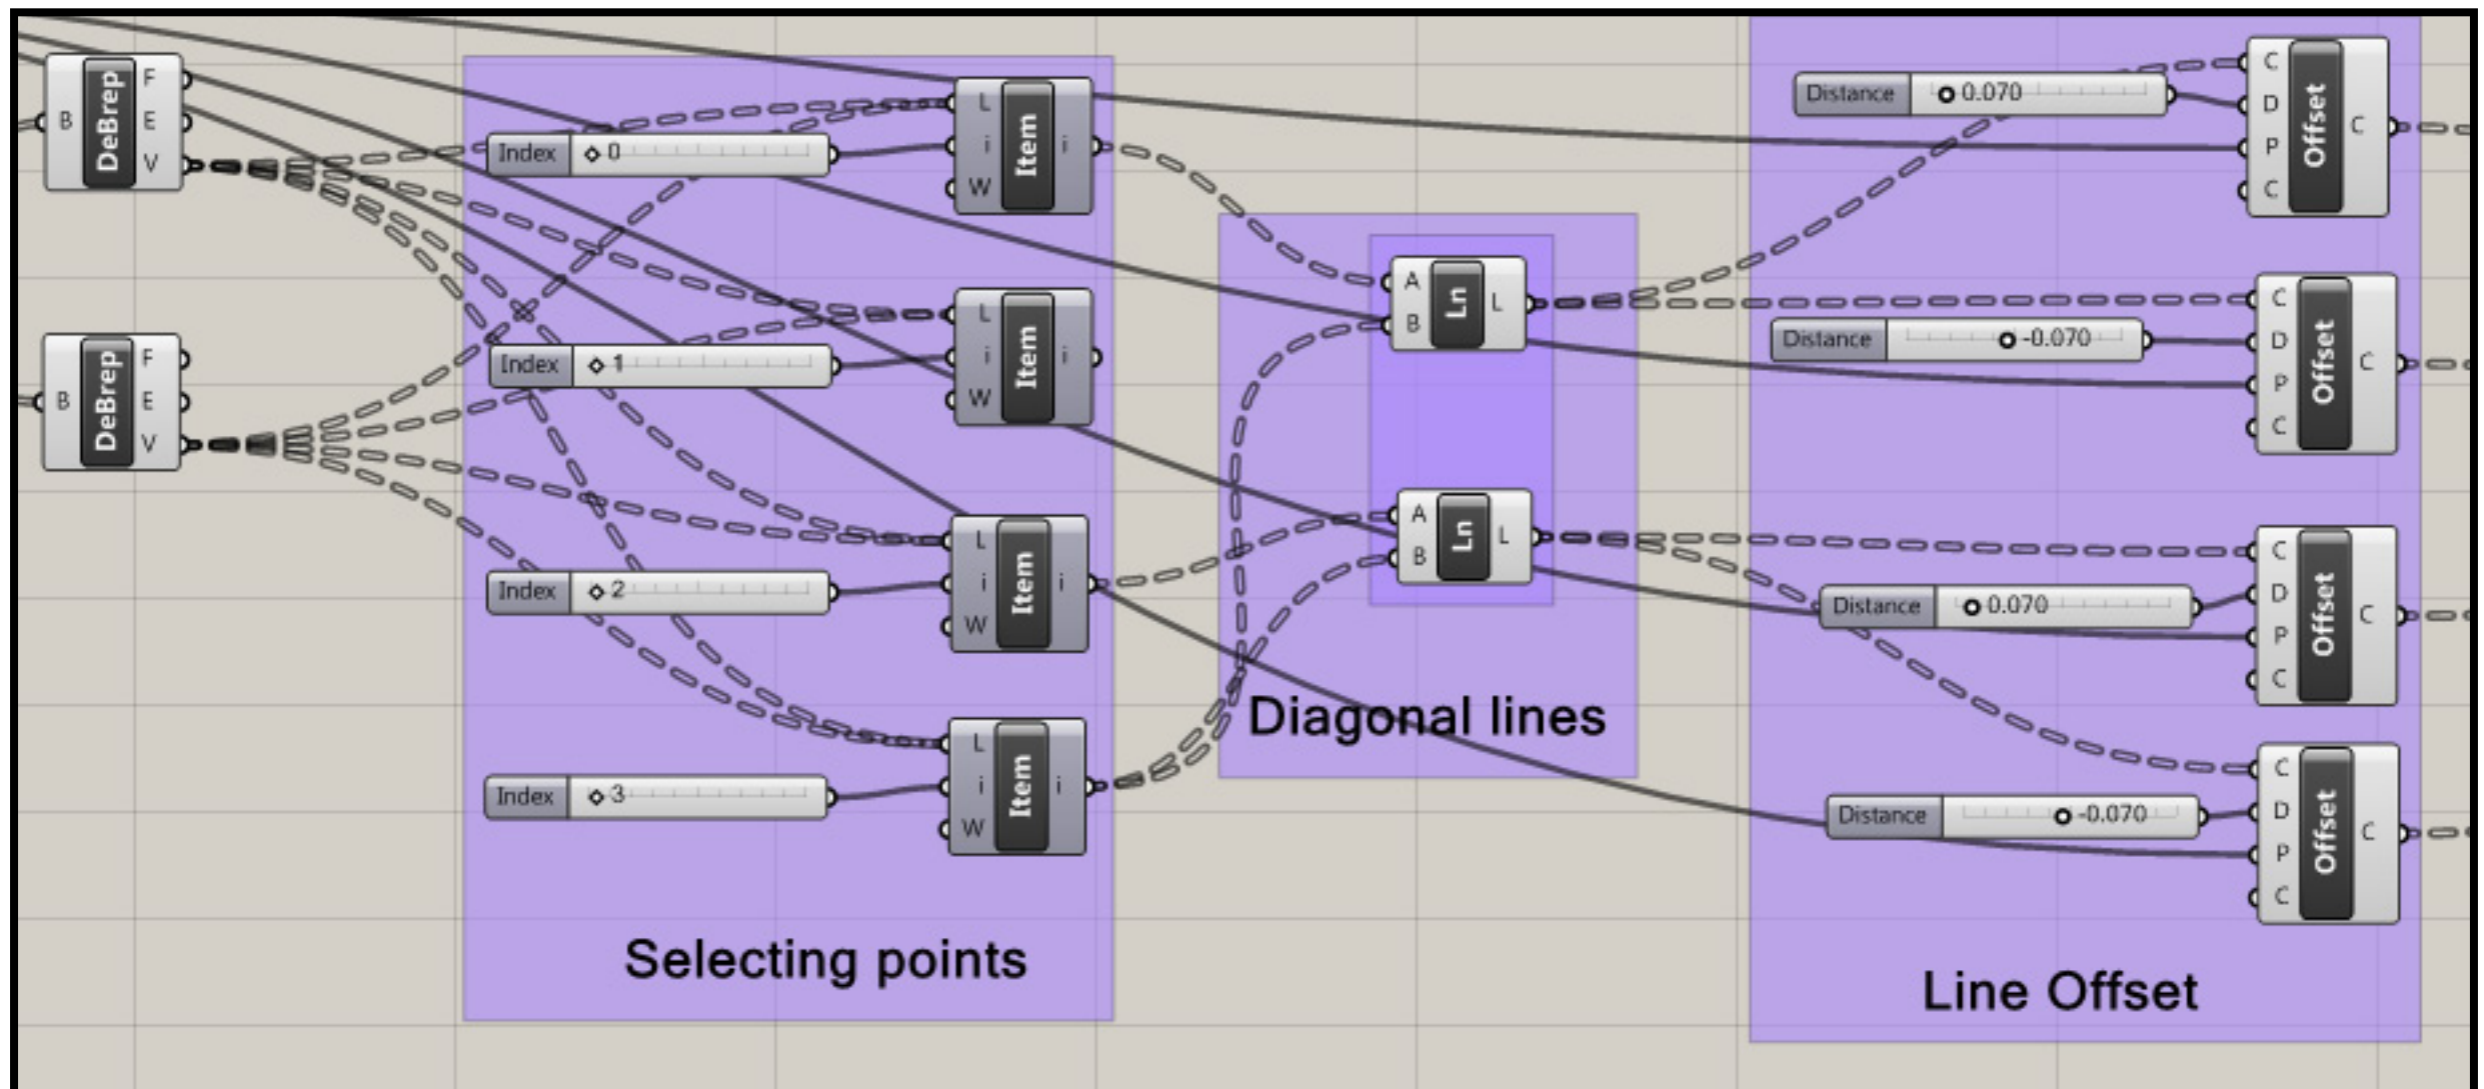 B DeBrep F E V
B DeBrep F E V
Index 0
L i W Item i
Index 1
L i W Item i
Index 2
L i W Item i
Index 3
L i W Item i
Selecting points
A B Ln L
A B Ln L
Diagonal lines
Distance 0.070
C D P C Offset C
Distance -0.070
C D P C Offset C
Distance 0.070
C D P C Offset C
Distance -0.070
C D P C Offset C
Line Offset